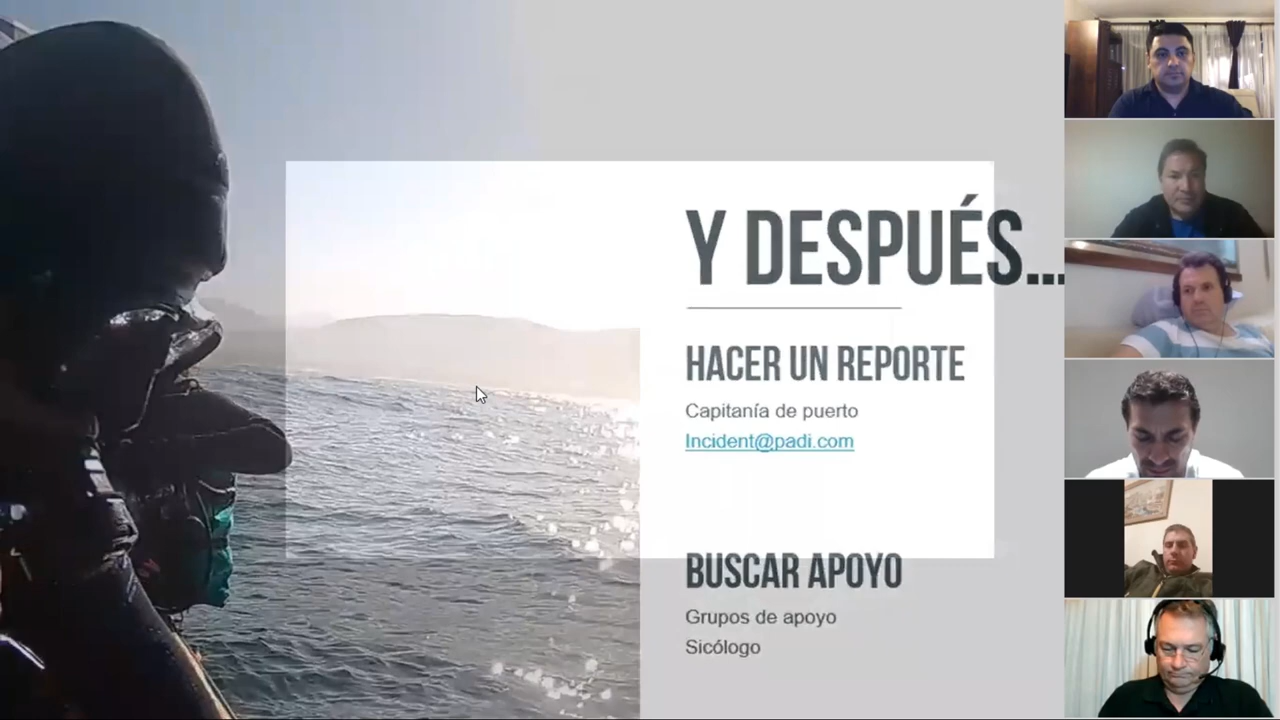 Y DESPUÉS...
HACER UN REPORTE
Capitanía de puerto
Incident@padi.com
BUSCAR APOYO
Grupos de apoyo
Sicólogo